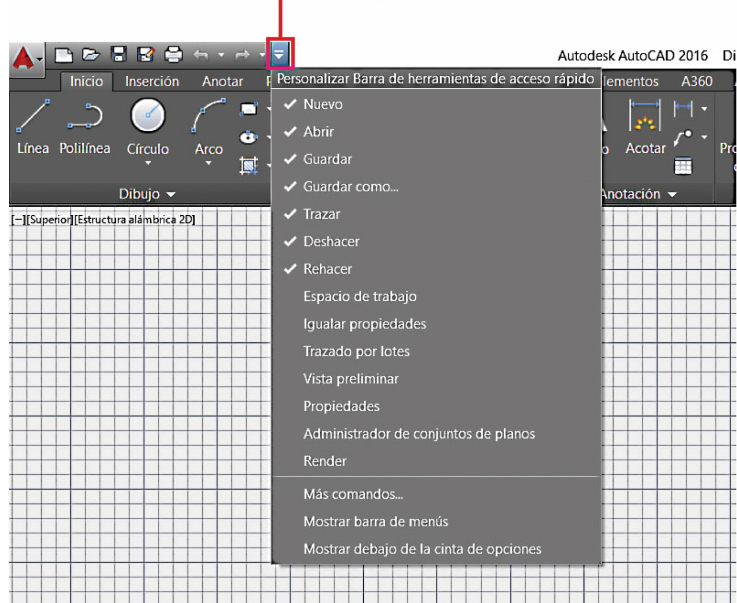 Autodesk AutoCAD 2016 Di
Inicio Inserción Anotar
lementos A360
Personalizar Barra de herramientas de acceso rápido
Línea Polilínea Círculo Arco
Acotar
Dibujo
Anotación
[−][Superior][Estructura alámbrica 2D]
Nuevo
Abrir
Guardar
Guardar como...
Trazar
Deshacer
Rehacer
Espacio de trabajo
Igualar propiedades
Trazado por lotes
Vista preliminar
Propiedades
Administrador de conjuntos de planos
Render
Más comandos...
Mostrar barra de menús
Mostrar debajo de la cinta de opciones